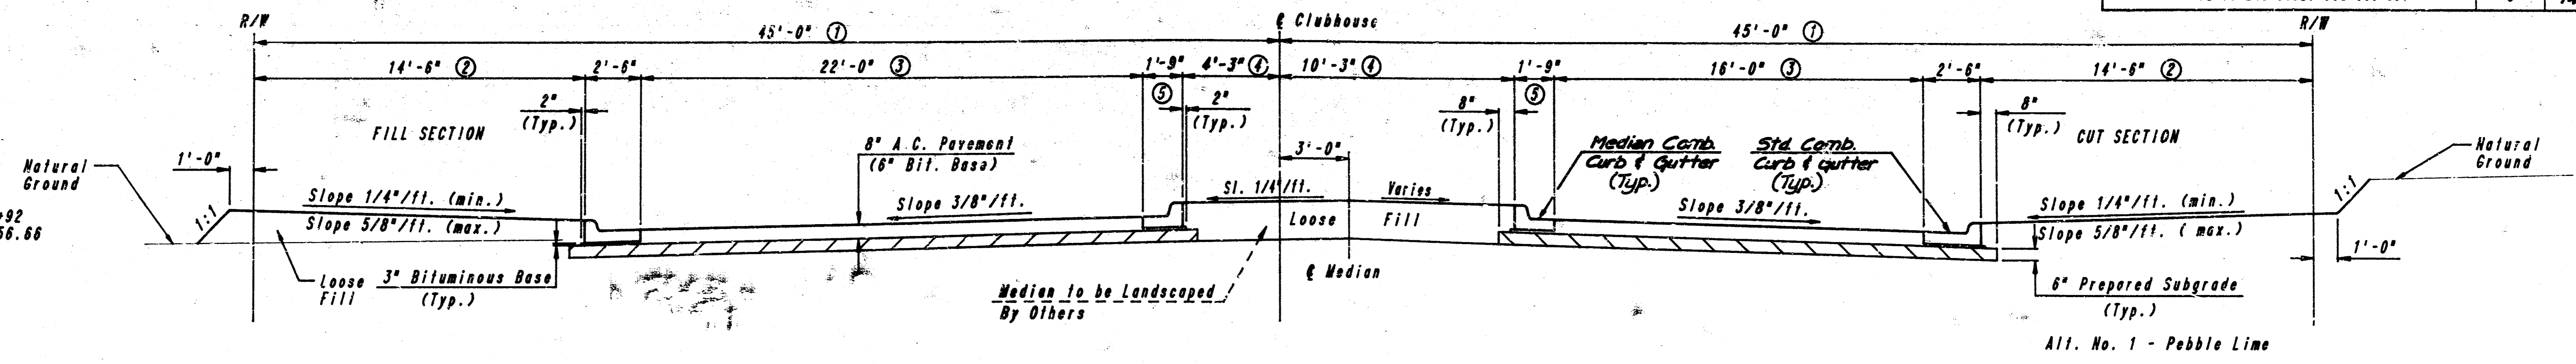 R/W
℄ Clubhouse
R/W
45'-0" ①
45'-0" ①
14'-6" ②
2'-6"
22'-0" ③
1'-9"
4'-3" ④
10'-3" ④
1'-9"
16'-0" ③
2'-6"
14'-6" ②
⑤
⑤
2"
(Typ.)
2"
(Typ.)
8"
(Typ.)
8"
(Typ.)
FILL SECTION
CUT SECTION
8" A.C. Pavement
(6" Bit. Base)
Median Comb.
Curb & Gutter
(Typ.)
Std. Comb.
Curb & Gutter
(Typ.)
Natural
Ground
Natural
Ground
1'-0"
3'-0"
1:1
1:1
Slope 1/4"/ft. (min.)
Slope 5/8"/ft. (max.)
Slope 3/8"/ft.
Sl. 1/4"/ft.
Varies
Loose Fill
Slope 3/8"/ft.
Slope 1/4"/ft. (min.)
Slope 5/8"/ft. ( max.)
+92
56.66
Loose
Fill
3" Bituminous Base
(Typ.)
Median to be Landscaped
By Others
℄ Median
1'-0"
6" Prepared Subgrade
(Typ.)
Alt. No. 1 - Pebble Lime